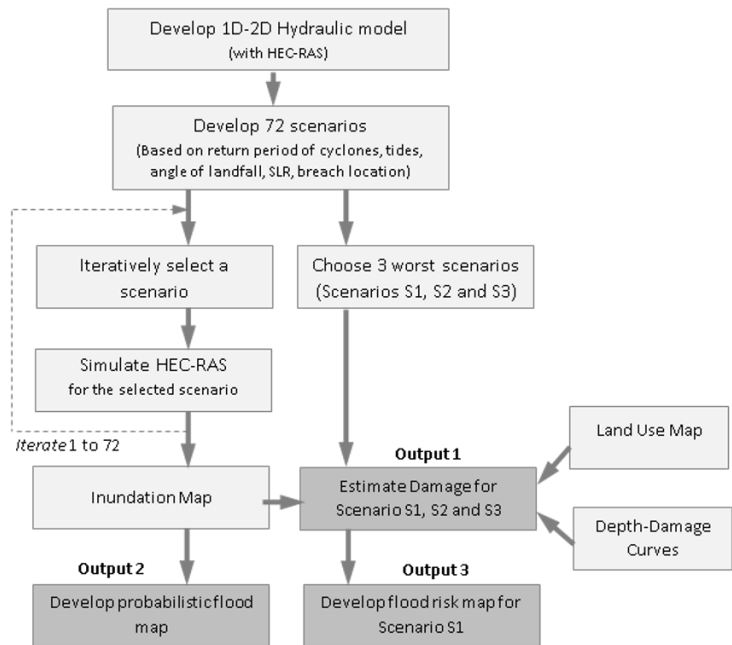 Develop 1D-2D Hydraulic model
(with HEC-RAS)
Develop 72 scenarios
(Based on return period of cyclones, tides,
angle of landfall, SLR, breach location)
Iteratively select a
scenario
Choose 3 worst scenarios
(Scenarios S1, S2 and S3)
Simulate HEC-RAS
for the selected scenario
Iterate 1 to 72
Land Use Map
Output 1
Inundation Map
Estimate Damage for
Scenario S1, S2 and S3
Depth-Damage
Curves
Output 2
Output 3
Develop probabilistic flood
map
Develop flood risk map for
Scenario S1